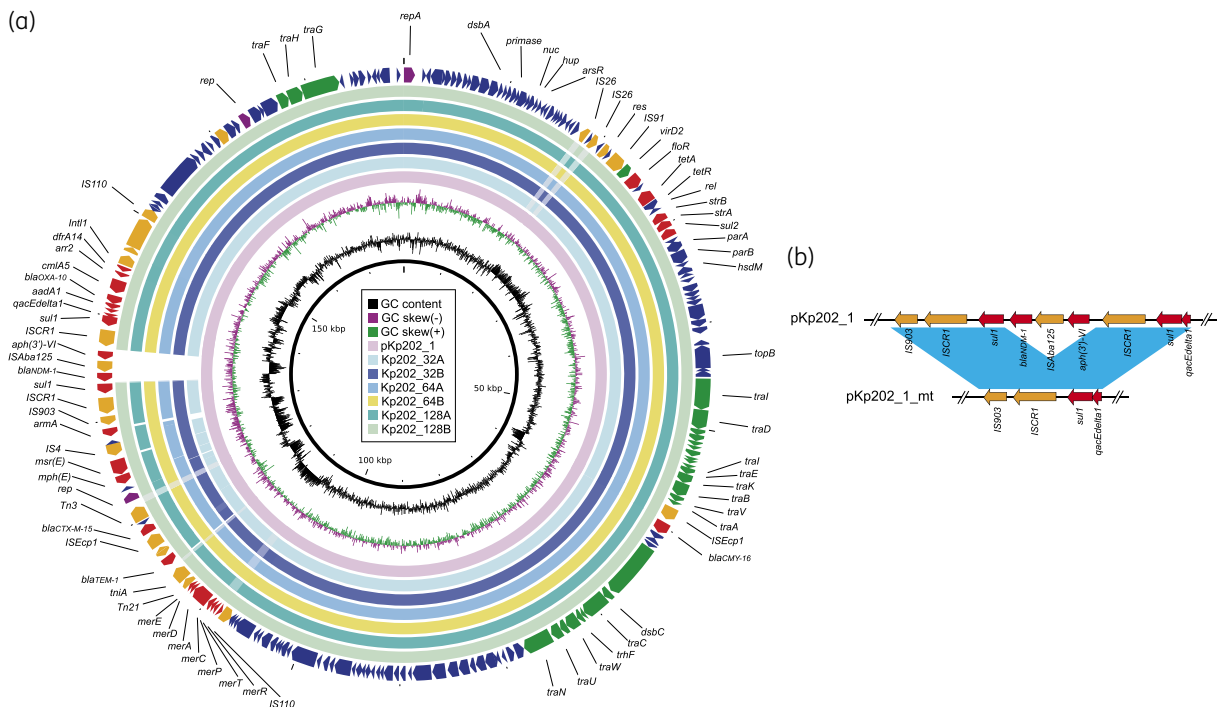 (a)
repA
dsbA
primase
nuc
hup
arsR
IS26
IS26
res
IS91
virD2
floR
tetA
tetR
rel
strB
strA
sul2
parA
parB
hsdM
topB
traI
traD
traI
traE
traK
traB
traV
traA
ISEcp1
blaCMY-16
dsbC
traC
trhF
traW
traU
traN
IS110
merR
merT
merP
merC
merA
merD
merE
Tn21
tniA
blaTEM-1
ISEcp1
blaCTX-M-15
Tn3
rep
mph(E)
msr(E)
IS4
armA
IS903
ISCR1
sul1
blaNDM-1
ISAba125
aph(3')-VI
ISCR1
sul1
qacEdelta1
aadA1
blaOXA-10
cmlA5
arr2
dfrA14
IntI1
IS110
rep
traF
traH
traG
150 kbp
50 kbp
100 kbp
GC content
GC skew(-)
GC skew(+)
pKp202_1
Kp202_32A
Kp202_32B
Kp202_64A
Kp202_64B
Kp202_128A
Kp202_128B
(b)
pKp202_1
IS903
ISCR1
sul1
blaNDM-1
ISAba125
aph(3')-VI
ISCR1
sul1
qacEdelta1
pKp202_1_mt
IS903
ISCR1
sul1
qacEdelta1